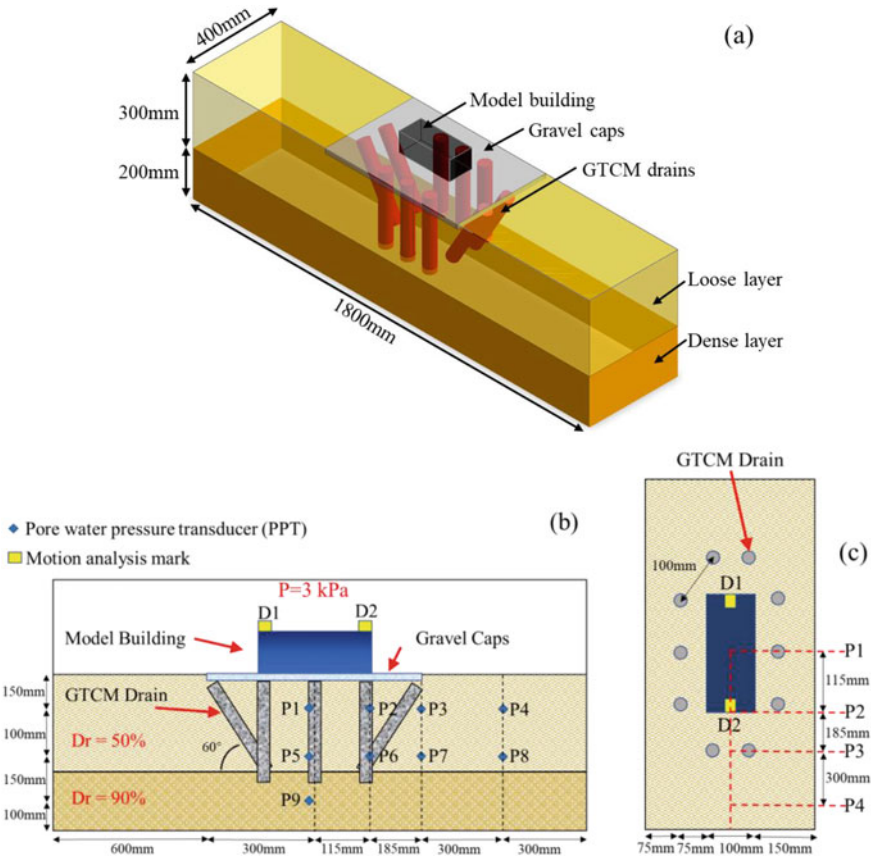 (a)
400mm
300mm
200mm
1800mm
Model building
Gravel caps
GTCM drains
Loose layer
Dense layer
(b)
Pore water pressure transducer (PPT)
Motion analysis mark
P=3 kPa
D1
D2
Model Building
Gravel Caps
GTCM Drain
150mm
100mm
150mm
100mm
P1
P2
P3
P4
Dr = 50%
60°
P5
P6
P7
P8
Dr = 90%
P9
600mm
300mm
115mm
185mm
300mm
300mm
GTCM Drain
(c)
100mm
D1
D2
P1
115mm
P2
185mm
P3
300mm
P4
75mm
75mm
100mm
150mm